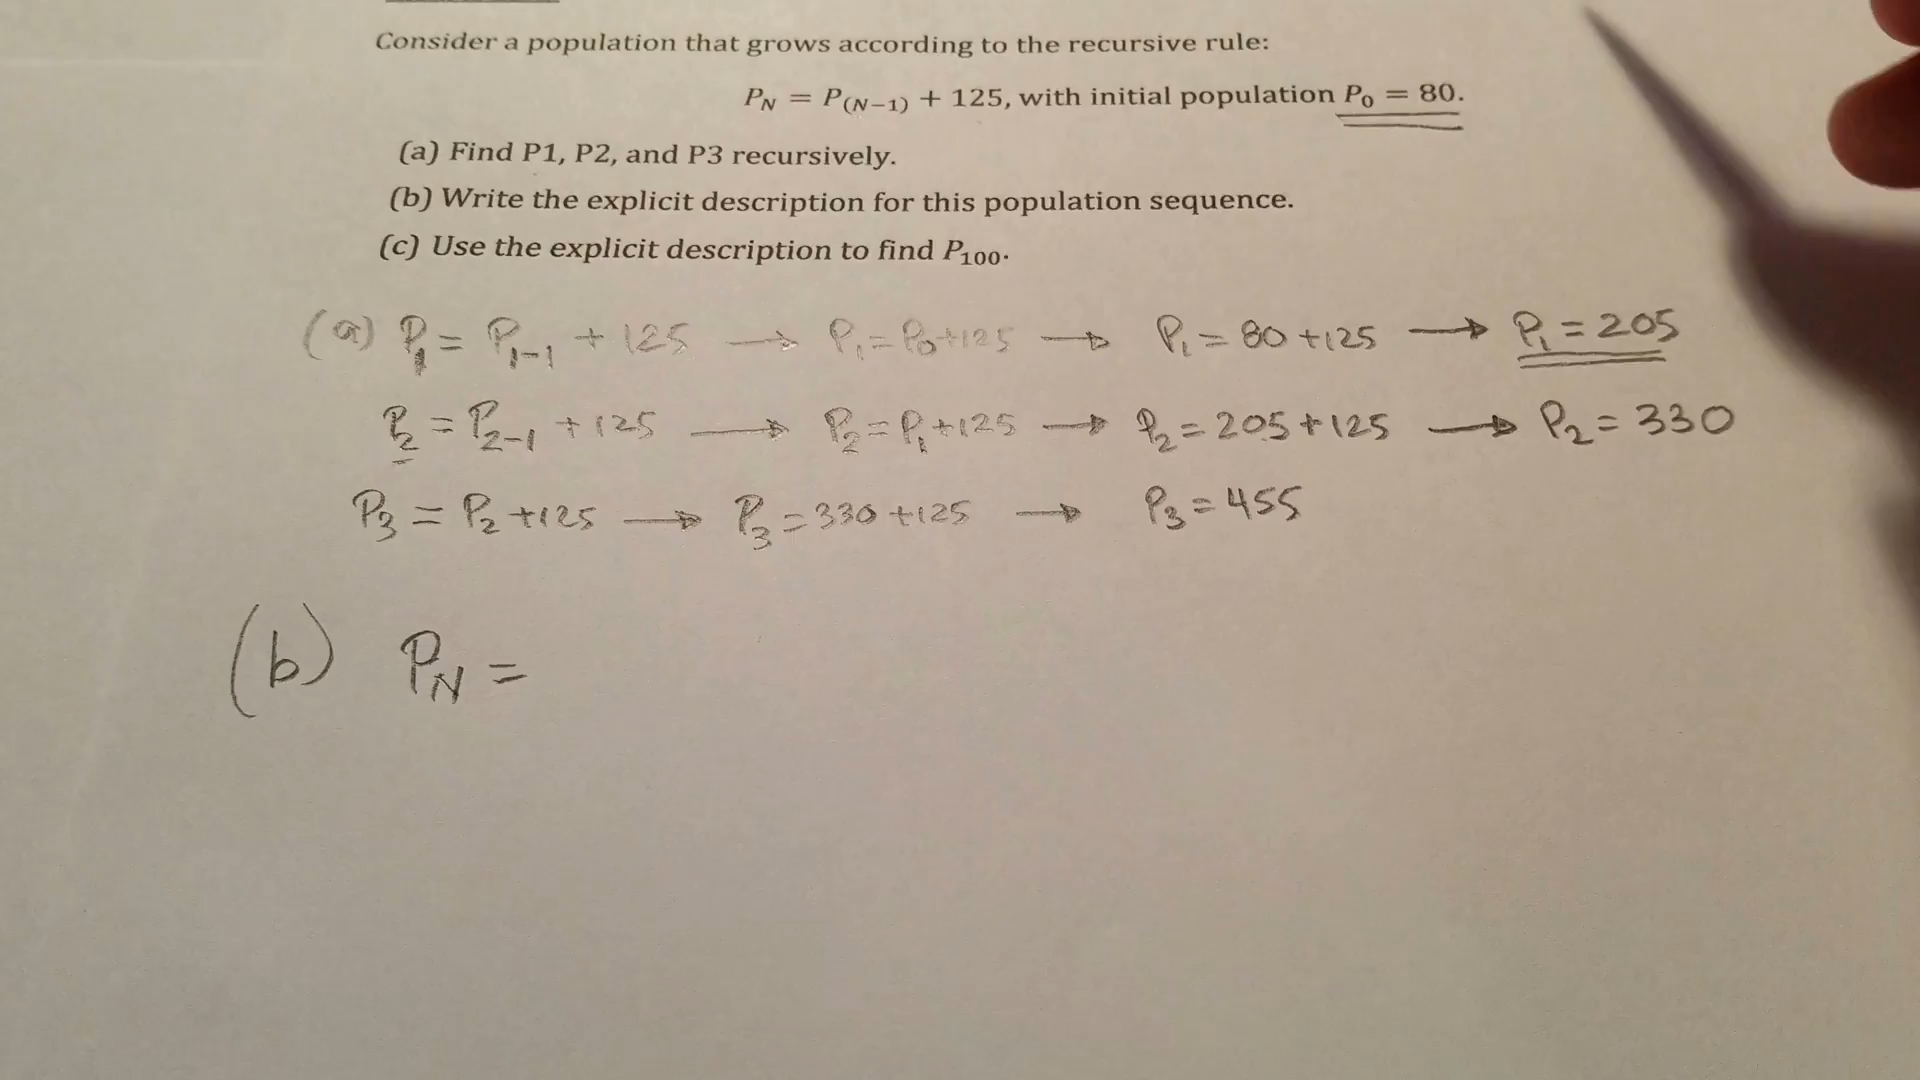 Consider a population that grows according to the recursive rule:
P_N = P_(N−1) + 125, with initial population P_0 = 80.
(a) Find P1, P2, and P3 recursively.
(b) Write the explicit description for this population sequence.
(c) Use the explicit description to find P_100.
(a) P_1 = P_1-1 + 125 → P_1 = P_0 + 125 → P_1 = 80 + 125 → P_1 = 205
P_2 = P_2-1 + 125 → P_2 = P_1 + 125 → P_2 = 205 + 125 → P_2 = 330
P_3 = P_2 + 125 → P_3 = 330 + 125 → P_3 = 455
(b) P_N =